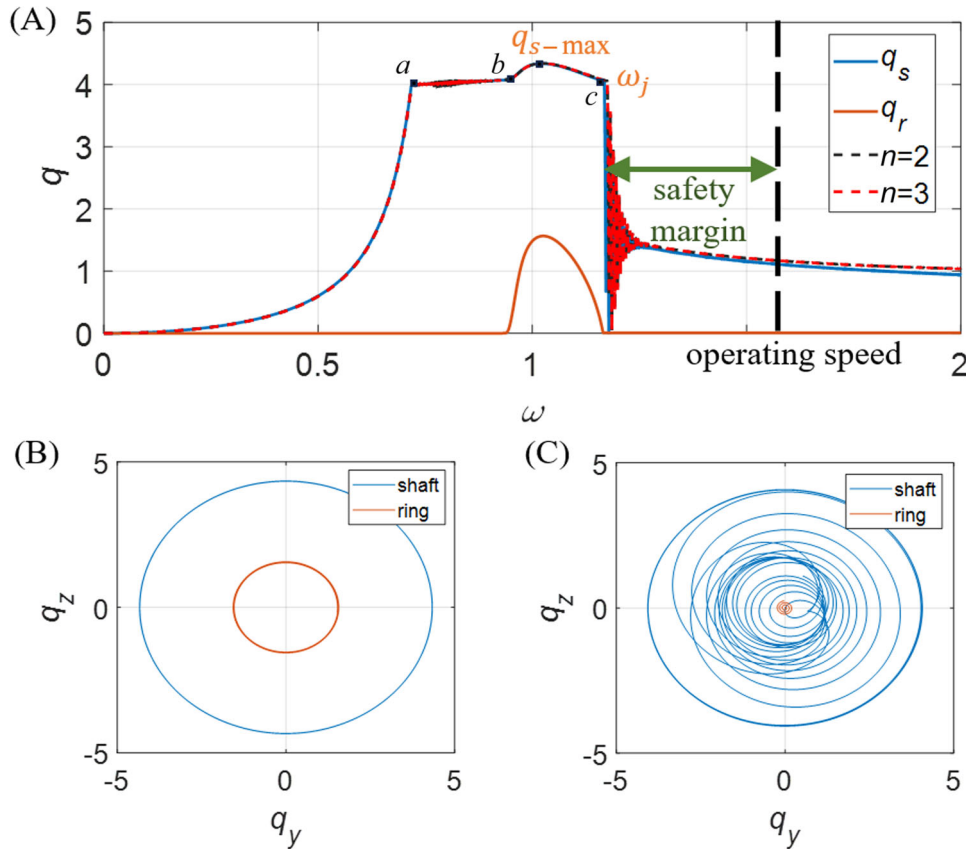 (A)
5
4
3
2
1
0
q
a
b
q_{s-max}
c
ω_j
safety
margin
q_s
q_r
n=2
n=3
0
0.5
1
operating speed
2
ω
(B)
5
0
-5
q_z
shaft
ring
-5
0
5
q_y
(C)
5
0
-5
q_z
shaft
ring
-5
0
5
q_y